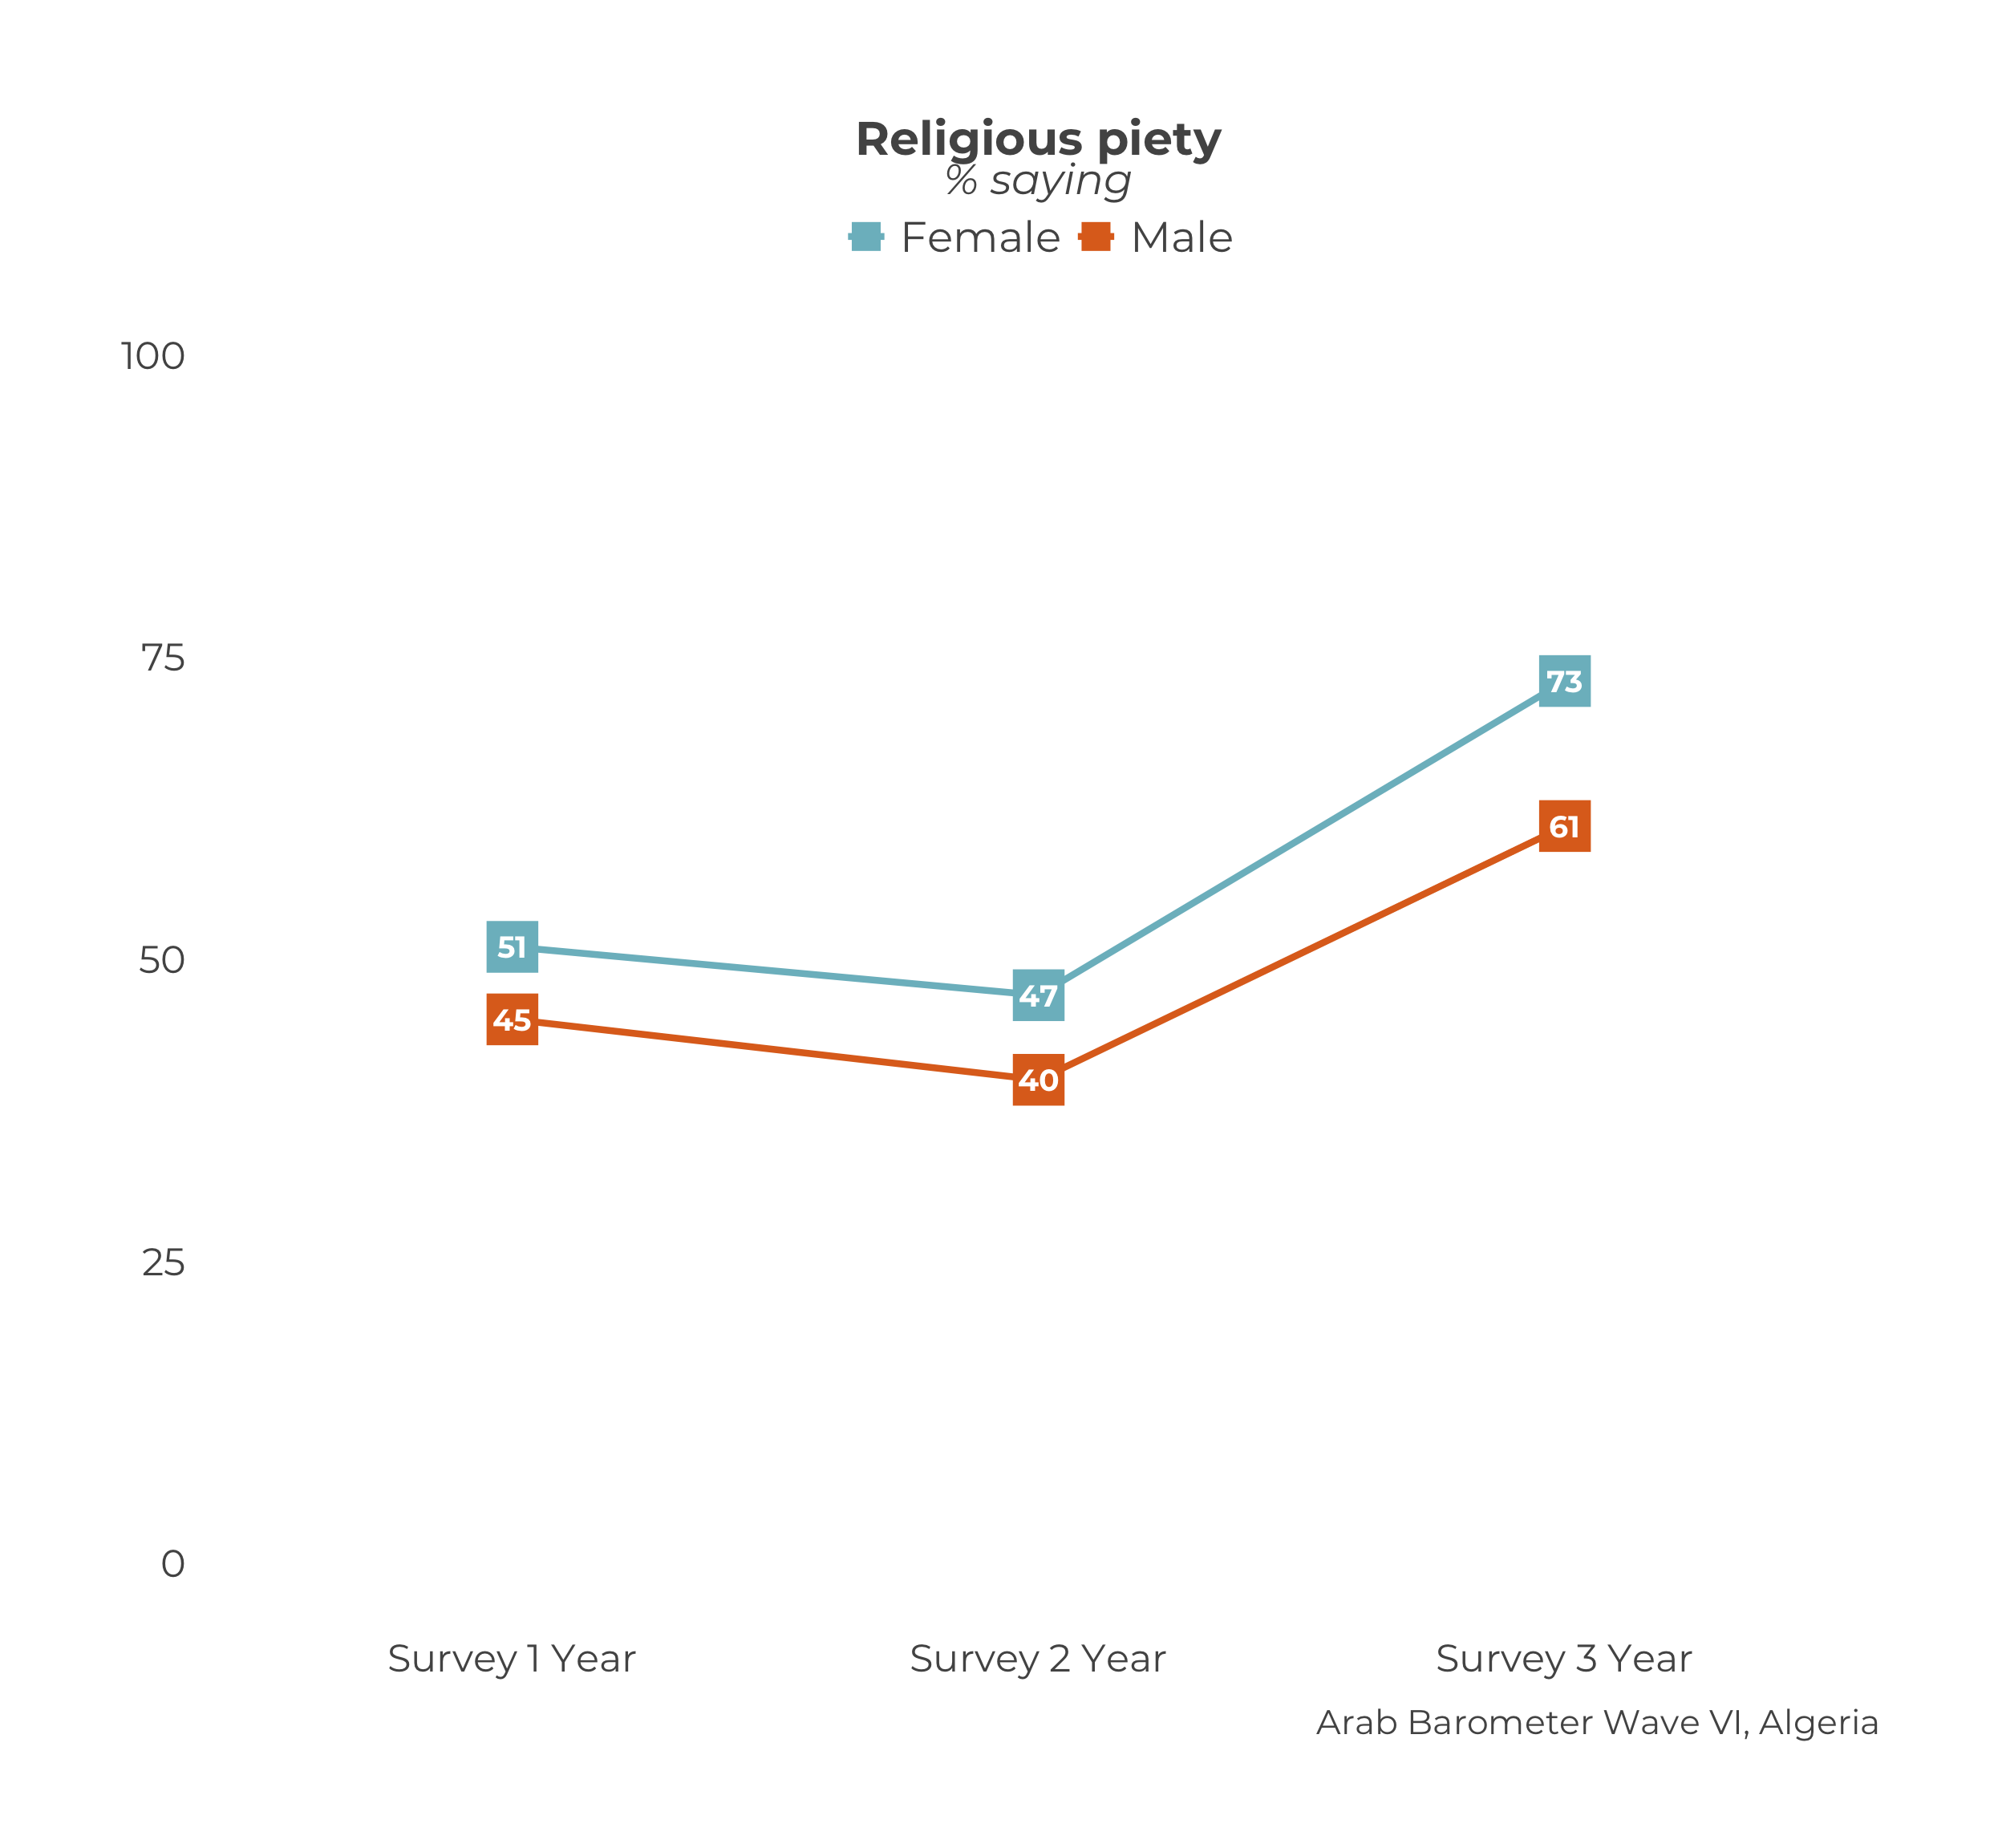 Religious piety
% saying
Female Male
100
75
50
25
0
73
61
51
47
45
40
Survey 1 Year Survey 2 Year Survey 3 Year
Arab Barometer Wave VI, Algeria